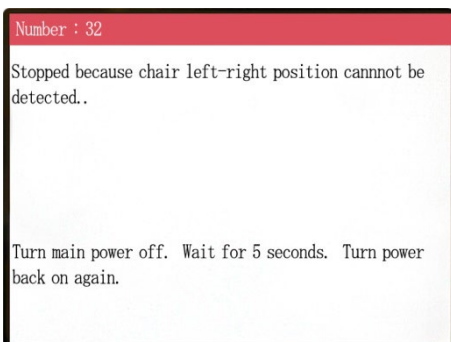 Number : 32
Stopped because chair left-right position cannnot be
detected..
Turn main power off. Wait for 5 seconds. Turn power
back on again.